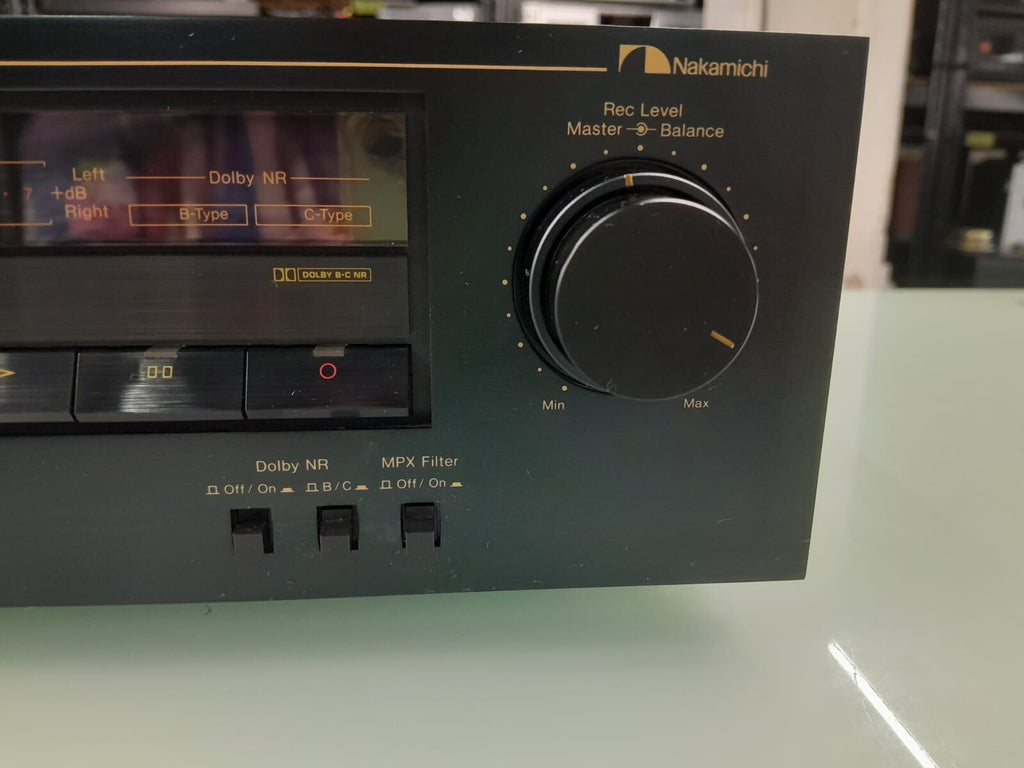 Nakamichi
Rec Level
Master Balance
Left Dolby NR
7 +dB
Right B-Type C-Type
DOLBY B·C NR
Min Max
Dolby NR MPX Filter
Off / On B / C Off / On